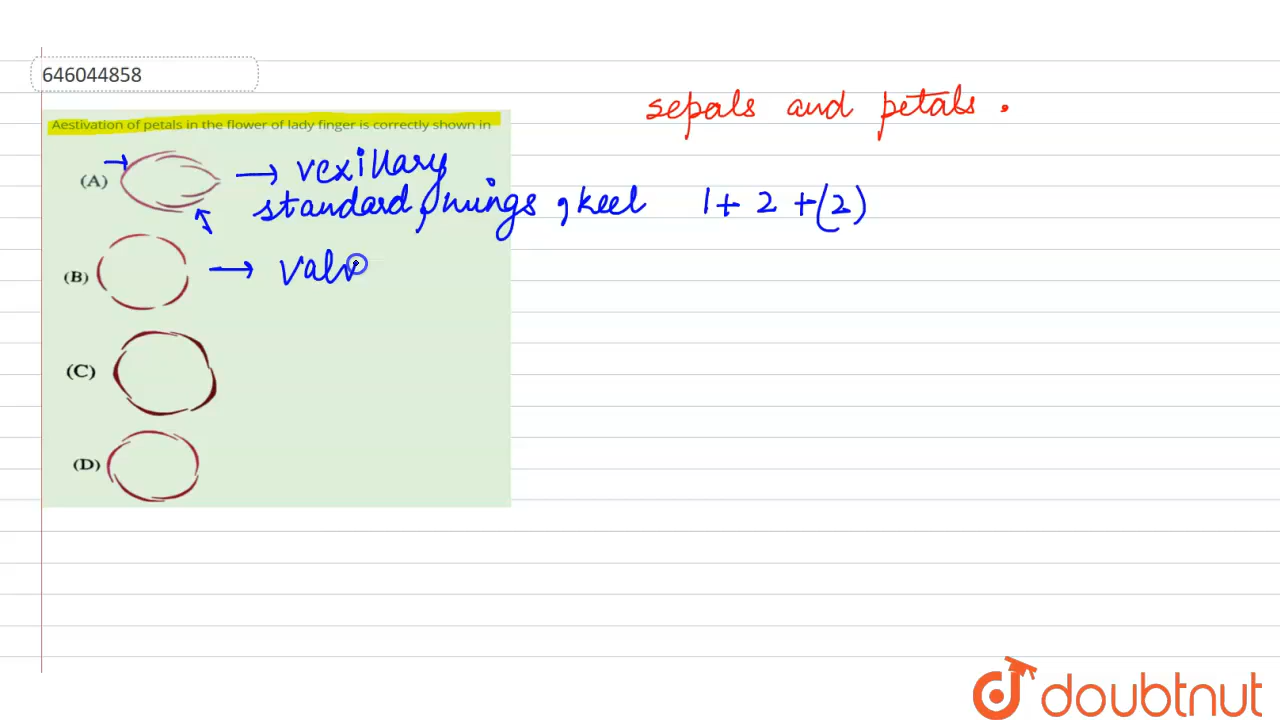 646044858
sepals and petals .
Aestivation of petals in the flower of lady finger is correctly shown in
(A) → vexillary
standard, wings, keel 1 + 2 + (2)
(B) → valv
(C)
(D)
doubtnut